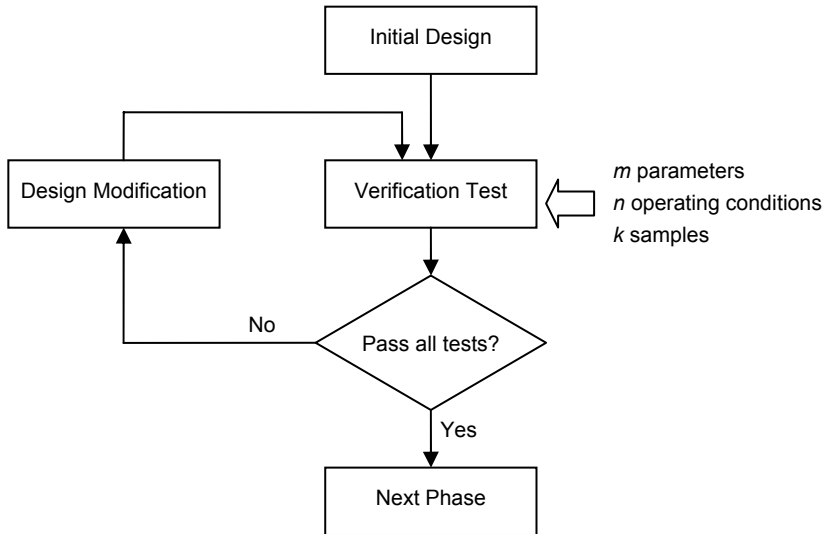 Initial Design
Design Modification
Verification Test
m parameters
n operating conditions
k samples
No
Pass all tests?
Yes
Next Phase